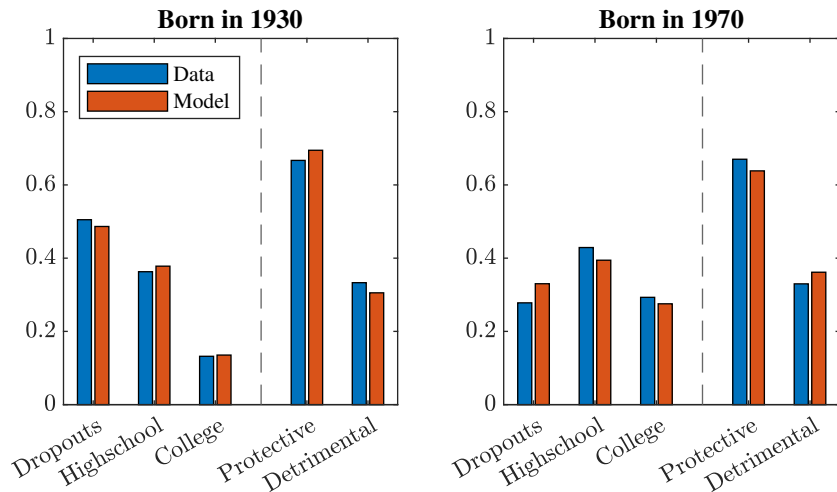 Born in 1930
1
0.8
0.6
0.4
0.2
0
Data
Model
Dropouts
Highschool
College
Protective
Detrimental
Born in 1970
1
0.8
0.6
0.4
0.2
0
Dropouts
Highschool
College
Protective
Detrimental